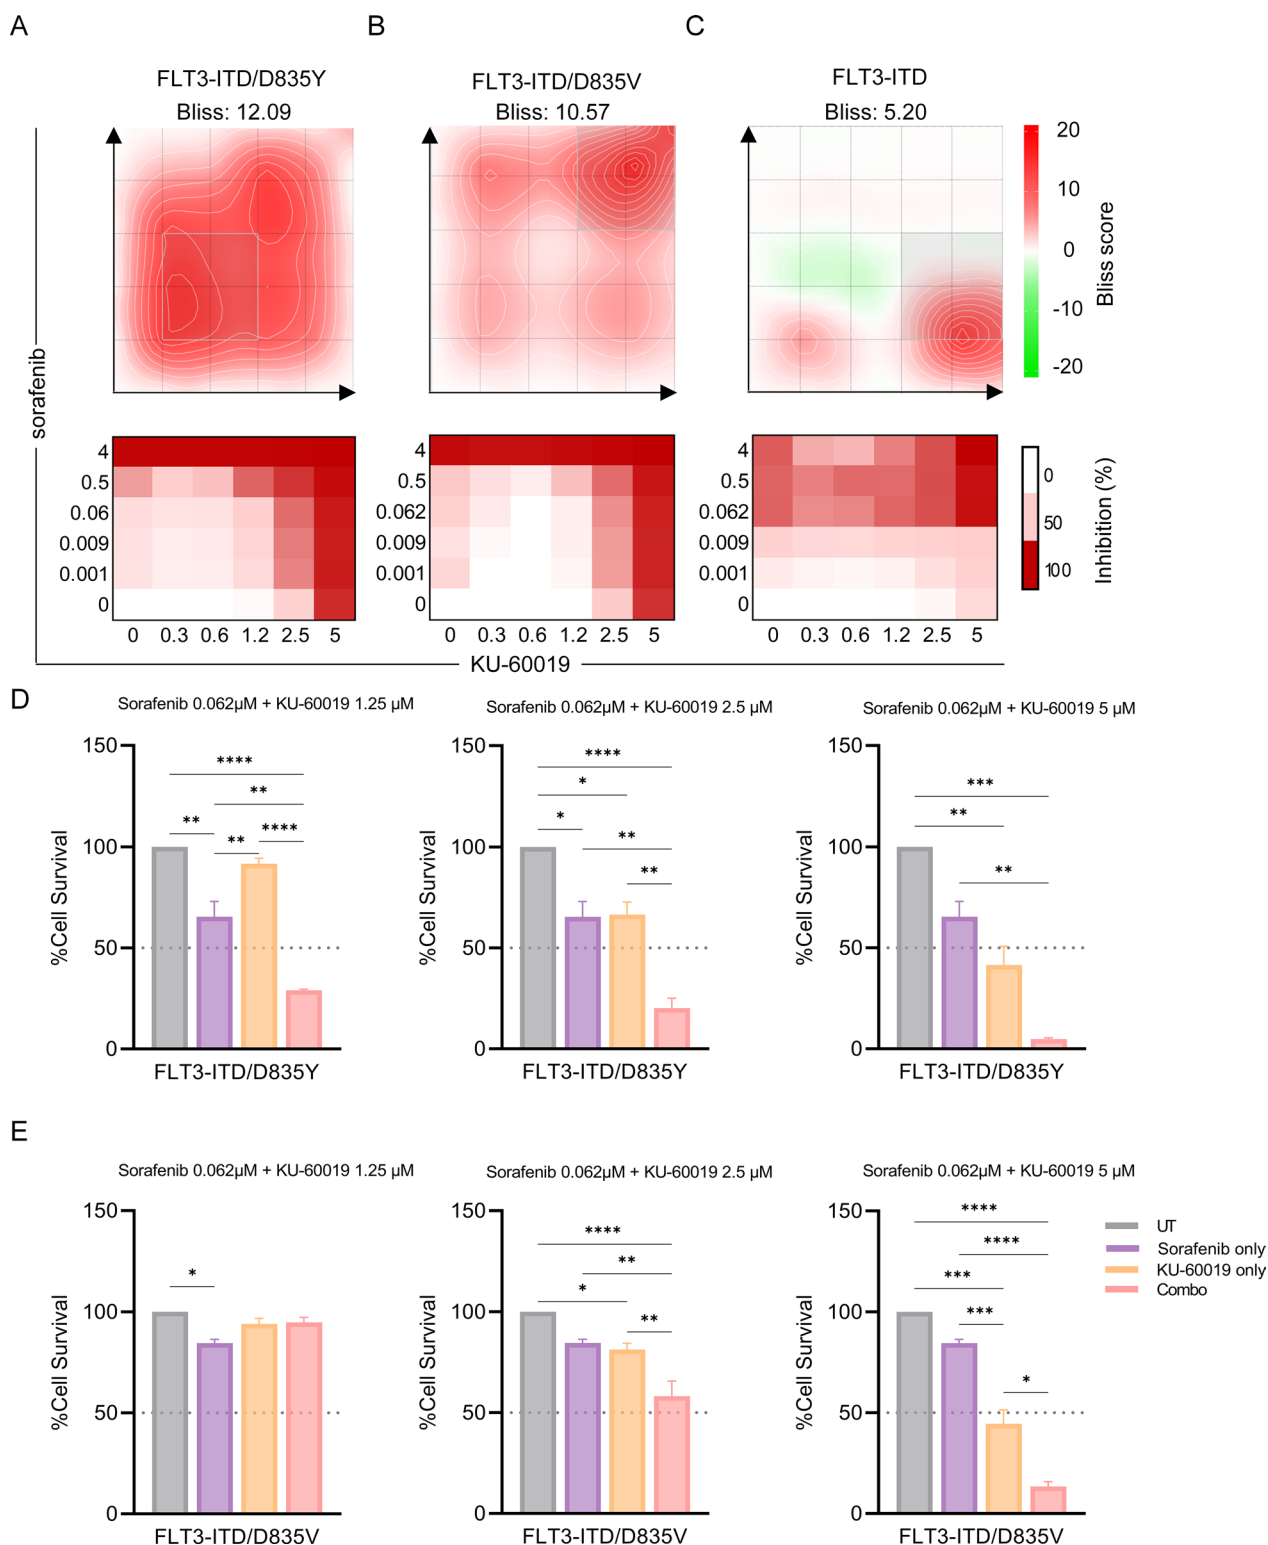 A
B
C
FLT3-ITD/D835Y
Bliss: 12.09
FLT3-ITD/D835V
Bliss: 10.57
FLT3-ITD
Bliss: 5.20
20
10
0
-10
-20
Bliss score
sorafenib
4
0.5
0.06
0.009
0.001
0
0 0.3 0.6 1.2 2.5 5
4
0.5
0.062
0.009
0.001
0
0 0.3 0.6 1.2 2.5 5
4
0.5
0.062
0.009
0.001
0
0 0.3 0.6 1.2 2.5 5
0
50
100
Inhibition (%)
KU-60019
D
Sorafenib 0.062µM + KU-60019 1.25 µM
150
100
50
0
%Cell Survival
****
**
**
****
**
FLT3-ITD/D835Y
Sorafenib 0.062µM + KU-60019 2.5 µM
150
100
50
0
%Cell Survival
****
*
*
**
**
FLT3-ITD/D835Y
Sorafenib 0.062µM + KU-60019 5 µM
150
100
50
0
%Cell Survival
***
**
**
FLT3-ITD/D835Y
E
Sorafenib 0.062µM + KU-60019 1.25 µM
150
100
50
0
%Cell Survival
*
FLT3-ITD/D835V
Sorafenib 0.062µM + KU-60019 2.5 µM
150
100
50
0
%Cell Survival
****
**
*
**
FLT3-ITD/D835V
Sorafenib 0.062µM + KU-60019 5 µM
150
100
50
0
%Cell Survival
****
****
***
***
*
FLT3-ITD/D835V
UT
Sorafenib only
KU-60019 only
Combo